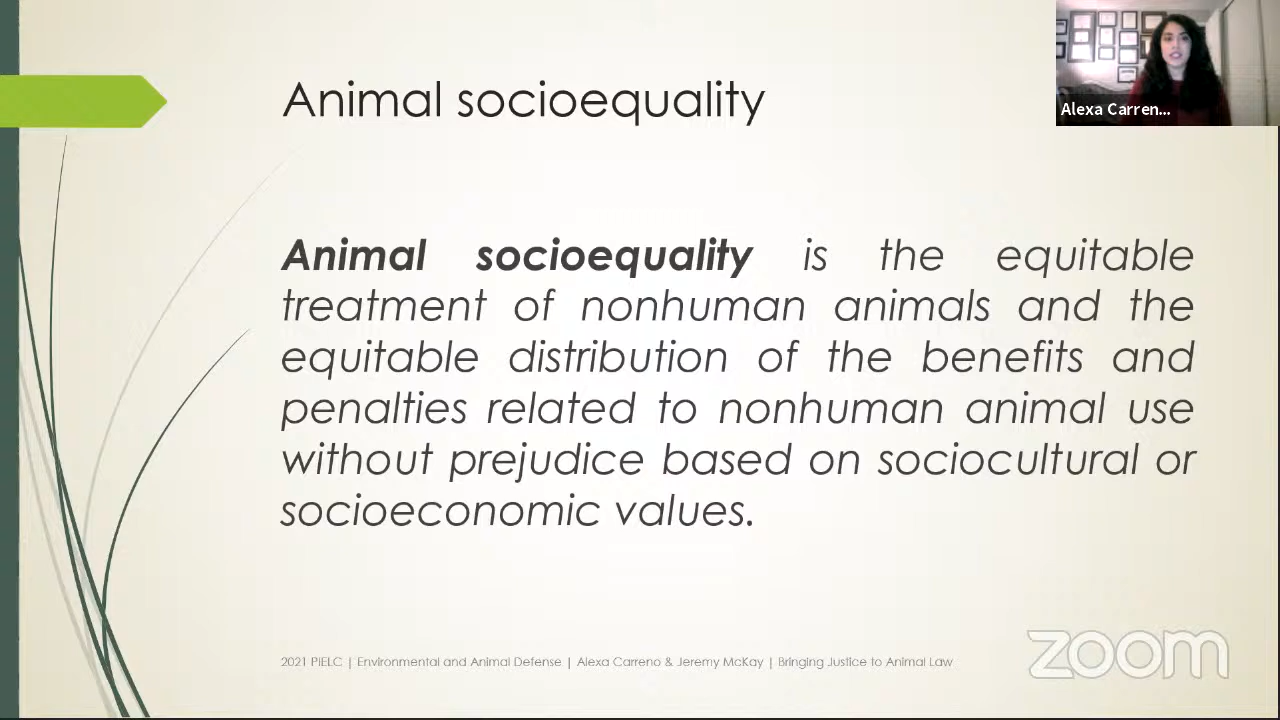 Animal socioequality
Alexa Carren...
Animal socioequality is the equitable
treatment of nonhuman animals and the
equitable distribution of the benefits and
penalties related to nonhuman animal use
without prejudice based on sociocultural or
socioeconomic values.
2021 PIELC | Environmental and Animal Defense | Alexa Carreno & Jeremy McKay | Bringing Justice to Animal Law
zoom